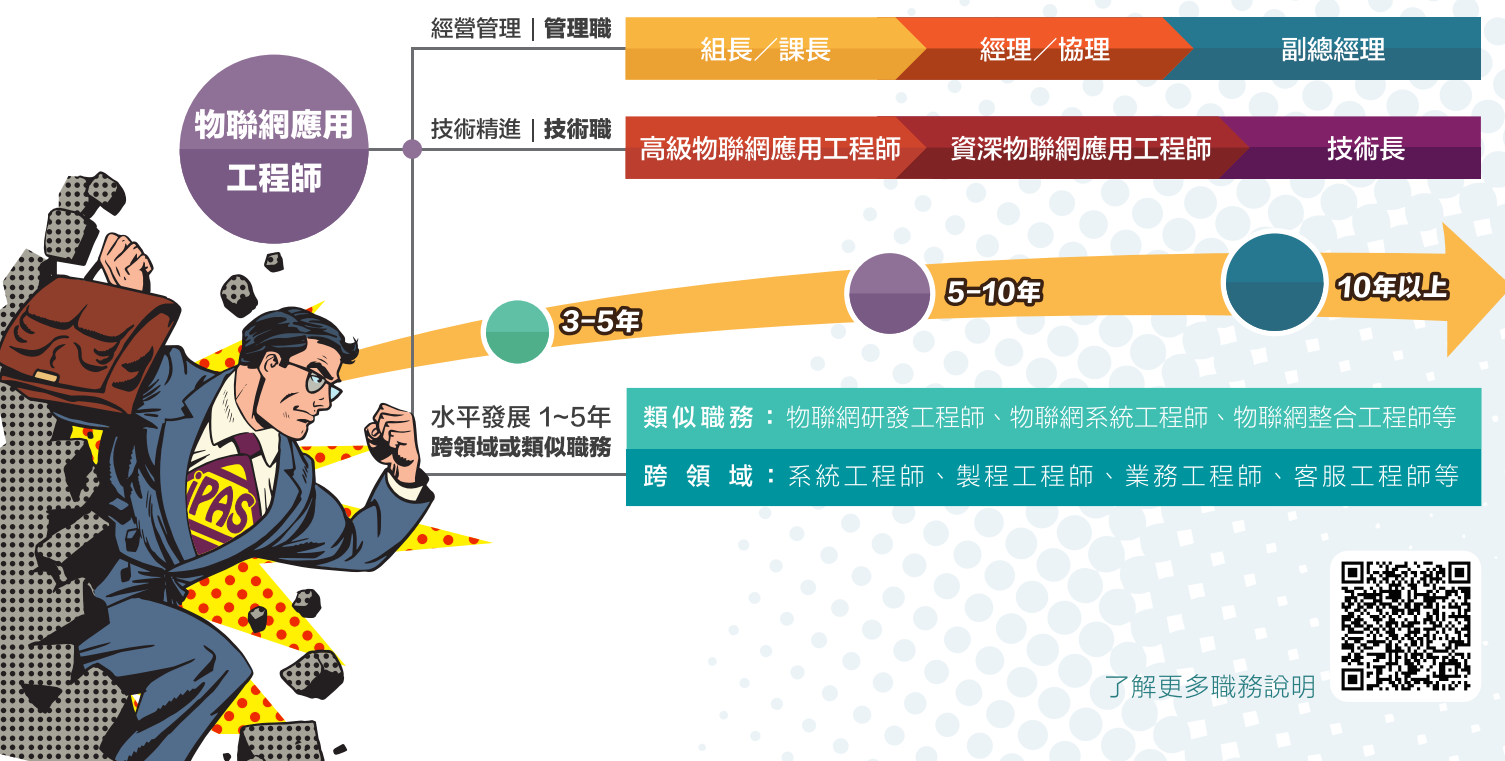 經營管理｜管理職
組長／課長
經理／協理
副總經理
物聯網應用
工程師
技術精進｜技術職
高級物聯網應用工程師
資深物聯網應用工程師
技術長
3-5年
5-10年
10年以上
水平發展 1~5年
跨領域或類似職務
類似職務：物聯網研發工程師、物聯網系統工程師、物聯網整合工程師等
跨領域：系統工程師、製程工程師、業務工程師、客服工程師等
iPAS
了解更多職務說明